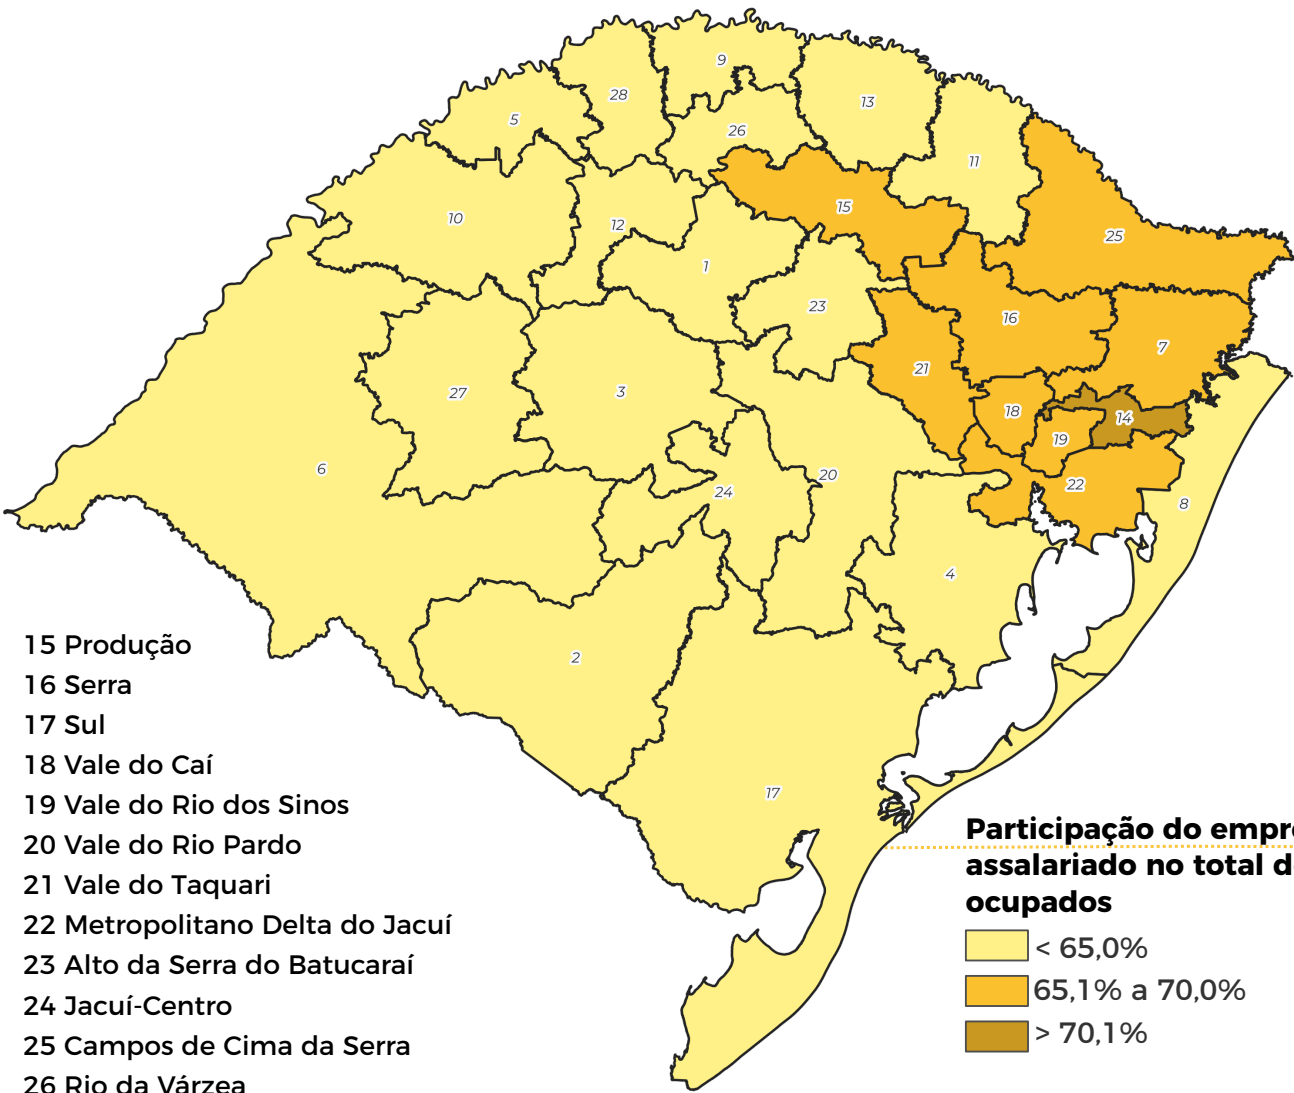 9
28
13
5
26
11
15
10
12
25
1
23
16
7
21
27
3
18
14
19
6
20
22
24
8
4
2
17
15 Produção
16 Serra
17 Sul
18 Vale do Caí
19 Vale do Rio dos Sinos
20 Vale do Rio Pardo
21 Vale do Taquari
22 Metropolitano Delta do Jacuí
23 Alto da Serra do Batucaraí
24 Jacuí-Centro
25 Campos de Cima da Serra
26 Rio da Várzea
Participação do empre
assalariado no total d
ocupados
< 65,0%
65,1% a 70,0%
> 70,1%